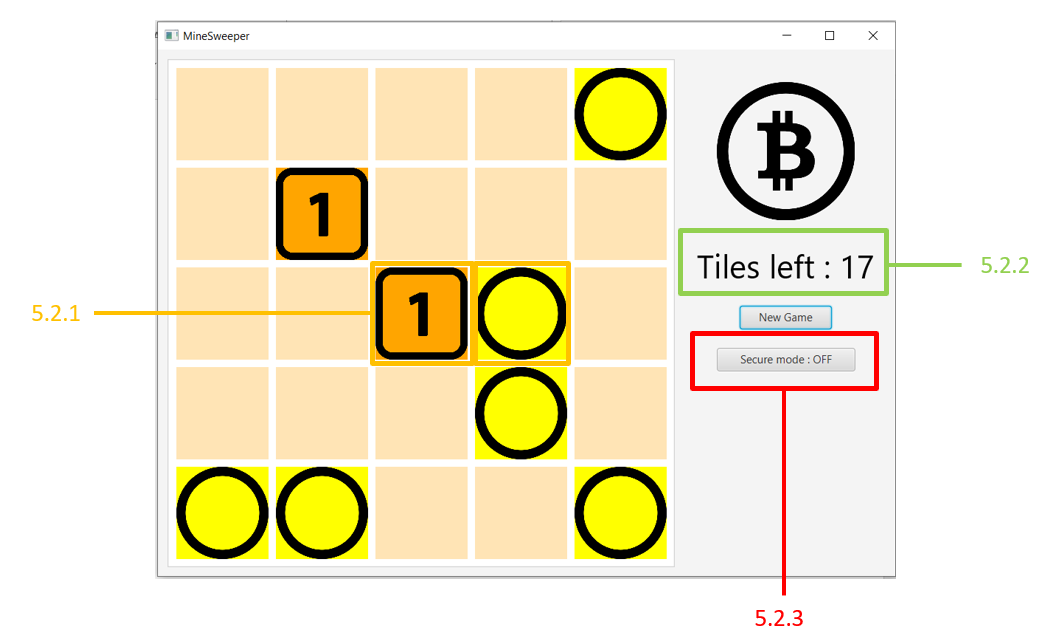 MineSweeper
1
Tiles left : 17
5.2.2
5.2.1
1
New Game
Secure mode : OFF
5.2.3